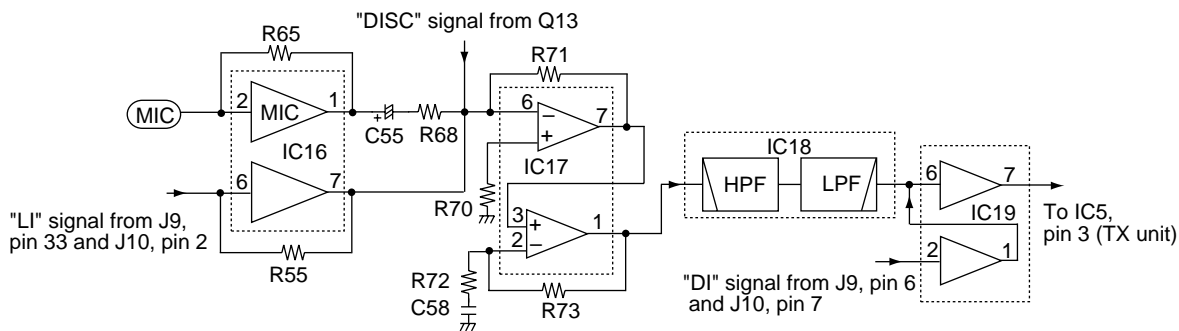 "DISC" signal from Q13
R65
R71
MIC
2
MIC
1
+
C55
R68
6
−
+
7
IC16
IC17
IC18
HPF
LPF
6
7
6
7
R70
3
+
2
−
1
IC19
To IC5,
pin 3 (TX unit)
"LI" signal from J9,
pin 33 and J10, pin 2
R55
R72
C58
R73
2
1
"DI" signal from J9, pin 6
and J10, pin 7